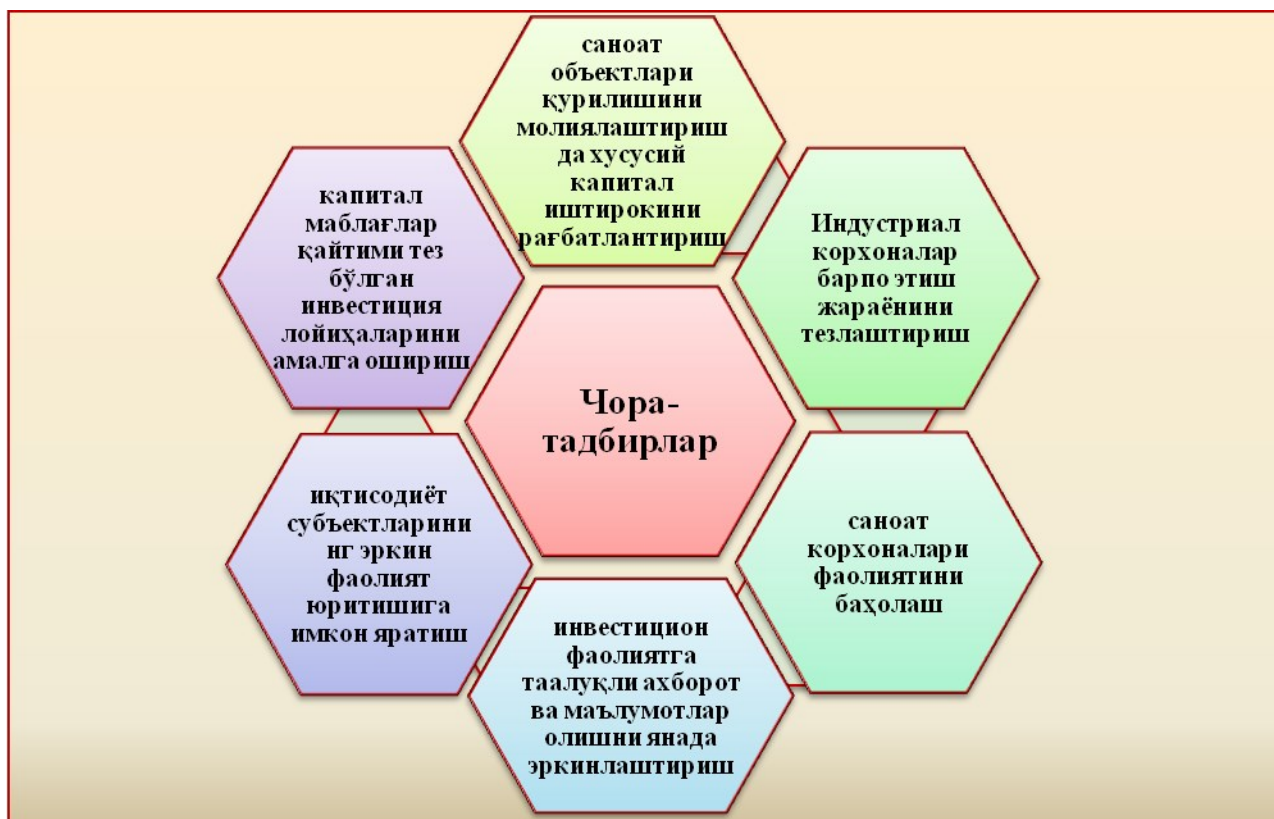 саноат
объектлари
қурилишини
молиялаштириш
да хусусий
капитал
иштирокини
рағбатлантириш
Индустриал
корхоналар
барпо этиш
жараёнини
тезлаштириш
саноат
корхоналари
фаолиятини
баҳолаш
инвестицион
фаолиятга
таалуқли ахборот
ва маълумотлар
олишни янада
эркинлаштириш
иқтисодиёт
субъектларини
нг эркин
фаолият
юритишига
имкон яратиш
капитал
маблағлар
қайтими тез
бўлган
инвестиция
лойиҳаларини
амалга ошириш
Чора-
тадбирлар